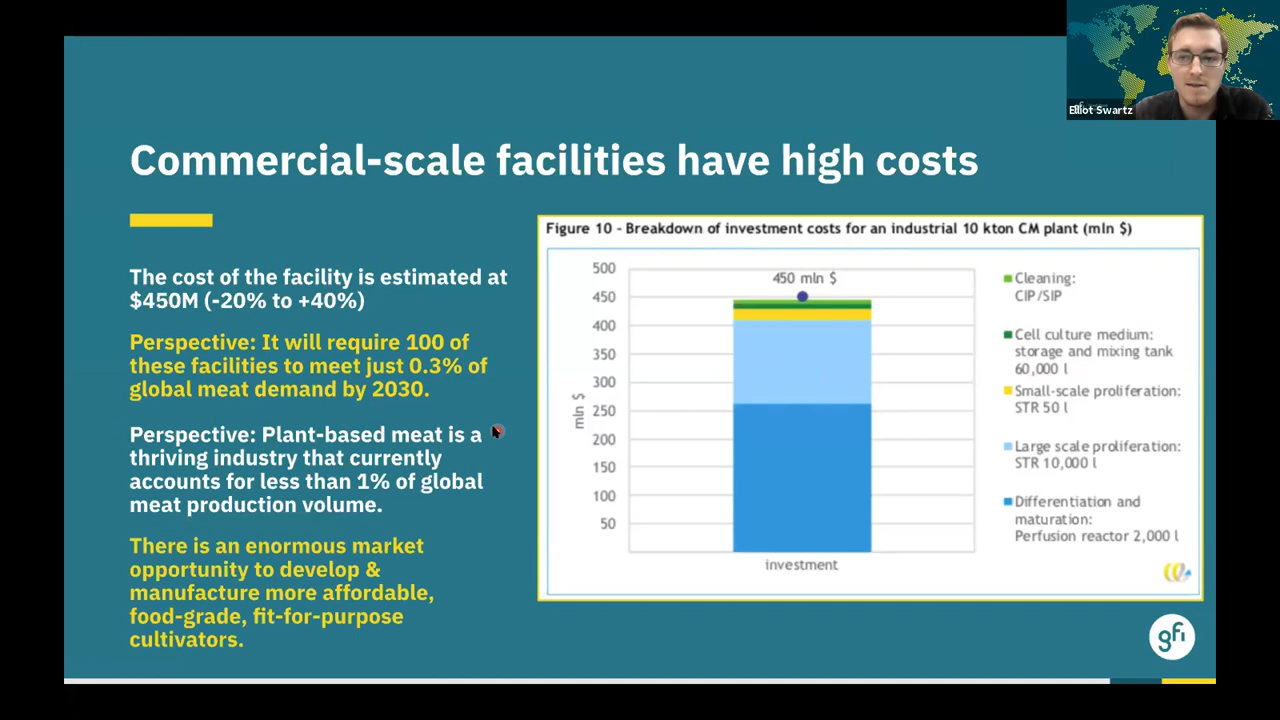 Elliot Swartz
Commercial-scale facilities have high costs
The cost of the facility is estimated at
$450M (-20% to +40%)
Perspective: It will require 100 of
these facilities to meet just 0.3% of
global meat demand by 2030.
Perspective: Plant-based meat is a
thriving industry that currently
accounts for less than 1% of global
meat production volume.
There is an enormous market
opportunity to develop &
manufacture more affordable,
food-grade, fit-for-purpose
cultivators.
Figure 10 - Breakdown of investment costs for an industrial 10 kton CM plant (mln $)
500
450
400
350
300
250
200
150
100
50
mln $
450 mln $
investment
Cleaning:
CIP/SIP
Cell culture medium:
storage and mixing tank
60,000 l
Small-scale proliferation:
STR 50 l
Large scale proliferation:
STR 10,000 l
Differentiation and
maturation:
Perfusion reactor 2,000 l
gfi